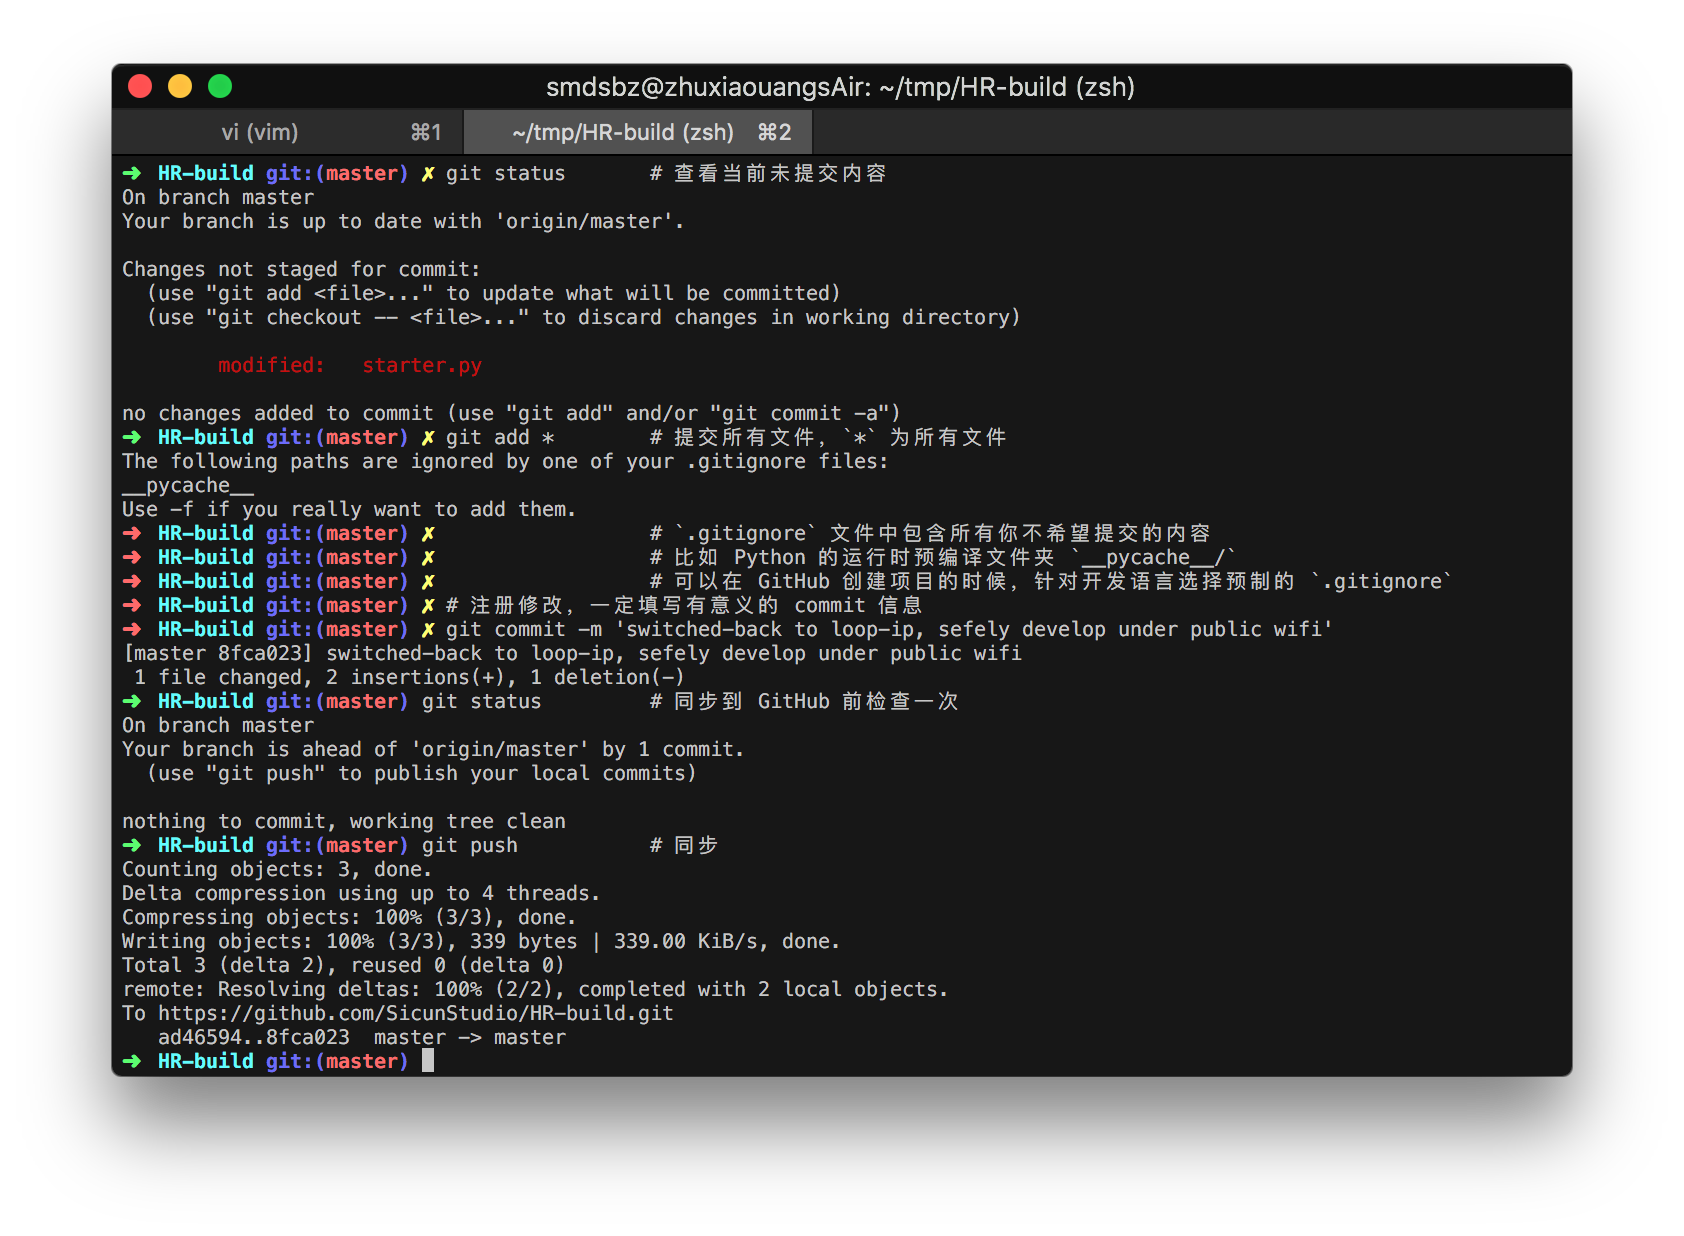 smdsbz@zhuxiaouangsAir: ~/tmp/HR-build (zsh)
vi (vim) ⌘1 ~/tmp/HR-build (zsh) ⌘2
➜ HR-build git:(master) ✗ git status # 查看当前未提交内容
On branch master
Your branch is up to date with 'origin/master'.
Changes not staged for commit:
(use "git add <file>..." to update what will be committed)
(use "git checkout -- <file>..." to discard changes in working directory)
modified: starter.py
no changes added to commit (use "git add" and/or "git commit -a")
➜ HR-build git:(master) ✗ git add * # 提交所有文件，`*` 为所有文件
The following paths are ignored by one of your .gitignore files:
__pycache__
Use -f if you really want to add them.
➜ HR-build git:(master) ✗ # `.gitignore` 文件中包含所有你不希望提交的内容
➜ HR-build git:(master) ✗ # 比如 Python 的运行时预编译文件夹 `__pycache__/`
➜ HR-build git:(master) ✗ # 可以在 GitHub 创建项目的时候，针对开发语言选择预制的 `.gitignore`
➜ HR-build git:(master) ✗ # 注册修改，一定填写有意义的 commit 信息
➜ HR-build git:(master) ✗ git commit -m 'switched-back to loop-ip, sefely develop under public wifi'
[master 8fca023] switched-back to loop-ip, sefely develop under public wifi
1 file changed, 2 insertions(+), 1 deletion(-)
➜ HR-build git:(master) git status # 同步到 GitHub 前检查一次
On branch master
Your branch is ahead of 'origin/master' by 1 commit.
(use "git push" to publish your local commits)
nothing to commit, working tree clean
➜ HR-build git:(master) git push # 同步
Counting objects: 3, done.
Delta compression using up to 4 threads.
Compressing objects: 100% (3/3), done.
Writing objects: 100% (3/3), 339 bytes | 339.00 KiB/s, done.
Total 3 (delta 2), reused 0 (delta 0)
remote: Resolving deltas: 100% (2/2), completed with 2 local objects.
To https://github.com/SicunStudio/HR-build.git
ad46594..8fca023 master -> master
➜ HR-build git:(master)